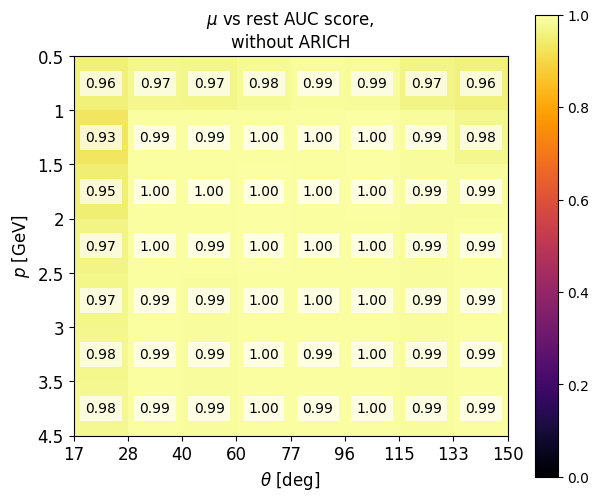 μ vs rest AUC score,
without ARICH
0.5 0.96 0.97 0.97 0.98 0.99 0.99 0.97 0.96
1 0.93 0.99 0.99 1.00 1.00 1.00 0.99 0.98
1.5 0.95 1.00 1.00 1.00 1.00 1.00 0.99 0.99
2 0.97 1.00 0.99 1.00 1.00 1.00 0.99 0.99
2.5 0.97 0.99 0.99 1.00 1.00 1.00 0.99 0.99
3 0.98 0.99 0.99 1.00 0.99 1.00 0.99 0.99
3.5 0.98 0.99 0.99 1.00 0.99 1.00 0.99 0.99
4.5
p [GeV]
17 28 40 60 77 96 115 133 150
θ [deg]
1.0
0.8
0.6
0.4
0.2
0.0